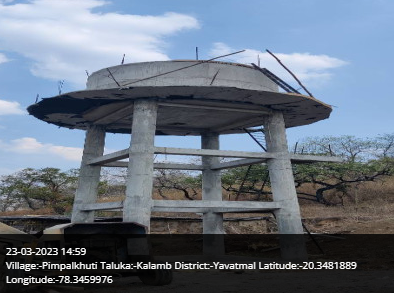 23-03-2023 14:59
Village:-Pimpalkhuti Taluka:-Kalamb District:-Yavatmal Latitude:-20.3481889
Longitude:-78.3459976